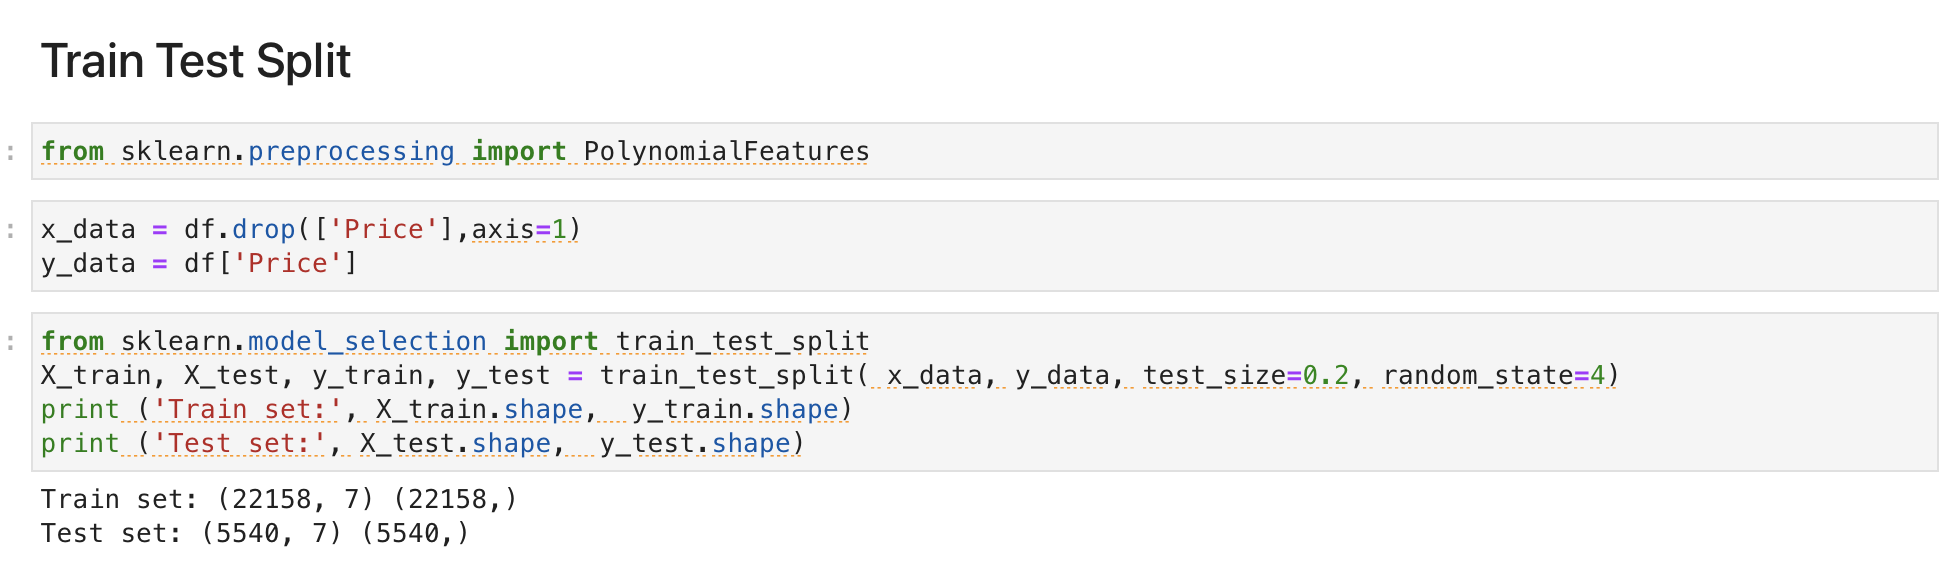 Train Test Split
: from sklearn.preprocessing import PolynomialFeatures
: x_data = df.drop(['Price'],axis=1)
y_data = df['Price']
: from sklearn.model_selection import train_test_split
X_train, X_test, y_train, y_test = train_test_split( x_data, y_data, test_size=0.2, random_state=4)
print ('Train set:', X_train.shape,  y_train.shape)
print ('Test set:', X_test.shape,  y_test.shape)
Train set: (22158, 7) (22158,)
Test set: (5540, 7) (5540,)